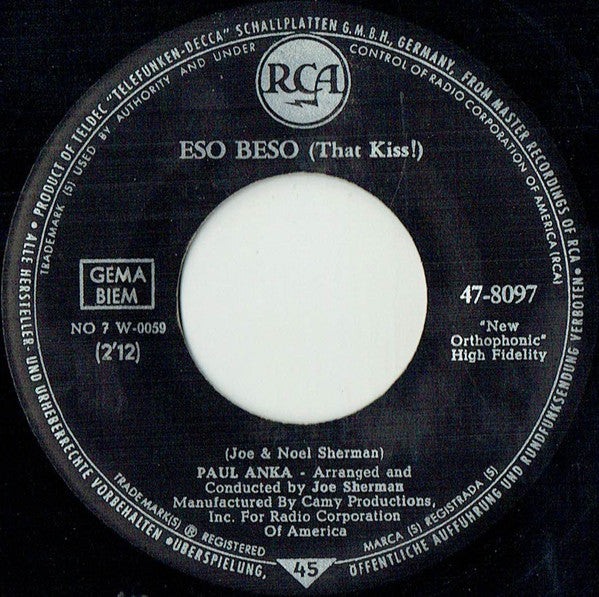 • PRODUCT OF TELDEC „TELEFUNKEN-DECCA” SCHALLPLATTEN G.M.B.H., GERMANY, FROM MASTER RECORDINGS OF RCA •
TRADEMARK (S) USED BY AUTHORITY AND UNDER CONTROL OF RADIO CORPORATION OF AMERICA (RCA)
RCA
ESO BESO (That Kiss!)
GEMA
BIEM
NO 7 W-0059
(2'12)
47-8097
"New
Orthophonic"
High Fidelity
(Joe & Noel Sherman)
PAUL ANKA - Arranged and
Conducted by Joe Sherman
Manufactured By Camy Productions,
Inc. For Radio Corporation
Of America
TRADE-MARK(S) ® REGISTERED
MARCA (S) REGISTRADA (S)
45
ALLE HERSTELLER- UND URHEBERRECHTE VORBEHALTEN • ÜBERSPIELUNG, ÖFFENTLICHE AUFFÜHRUNG UND RUNDFUNKSENDUNG VERBOTEN •